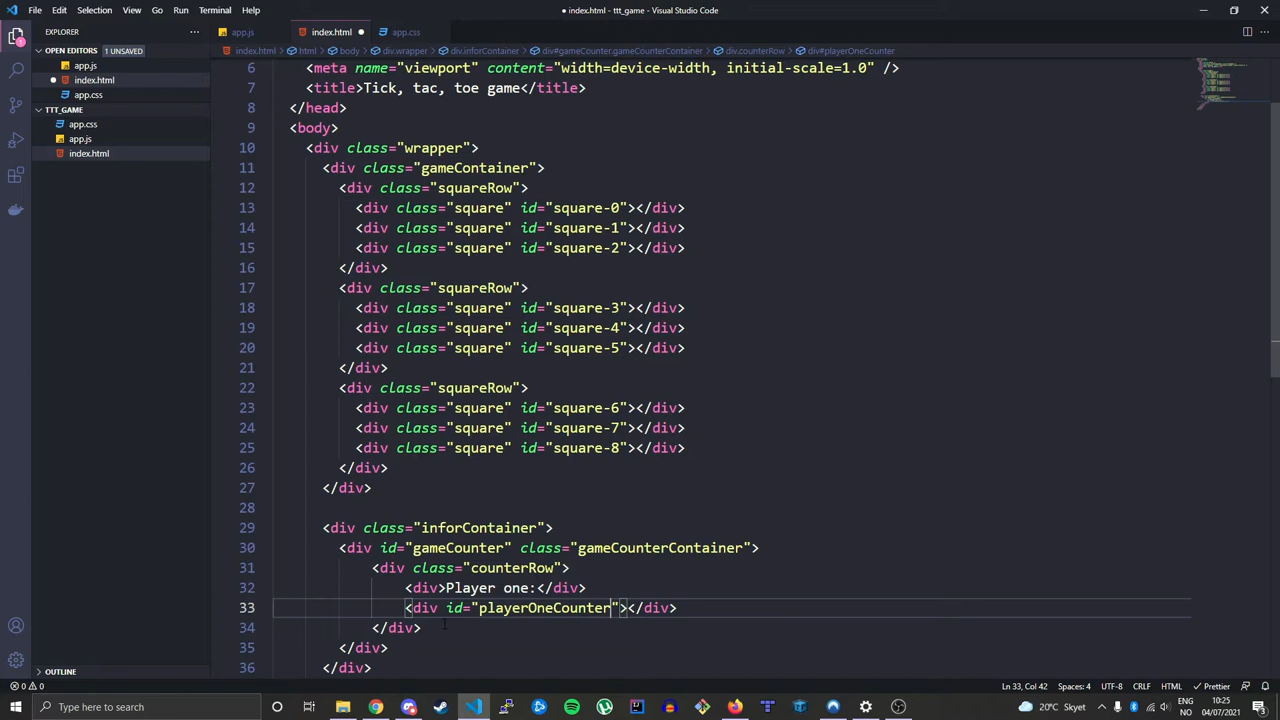 File Edit Selection View Go Run Terminal Help
● index.html - ttt_game - Visual Studio Code
EXPLORER
OPEN EDITORS 1 UNSAVED
app.js
index.html
app.css
TTT_GAME
app.css
app.js
index.html
OUTLINE
app.js index.html app.css
index.html > html > body > div.wrapper > div.inforContainer > div#gameCounter.gameCounterContainer > div.counterRow > div#playerOneCounter
6 <meta name="viewport" content="width=device-width, initial-scale=1.0" />
7 <title>Tick, tac, toe game</title>
8 </head>
9 <body>
10 <div class="wrapper">
11 <div class="gameContainer">
12 <div class="squareRow">
13 <div class="square" id="square-0"></div>
14 <div class="square" id="square-1"></div>
15 <div class="square" id="square-2"></div>
16 </div>
17 <div class="squareRow">
18 <div class="square" id="square-3"></div>
19 <div class="square" id="square-4"></div>
20 <div class="square" id="square-5"></div>
21 </div>
22 <div class="squareRow">
23 <div class="square" id="square-6"></div>
24 <div class="square" id="square-7"></div>
25 <div class="square" id="square-8"></div>
26 </div>
27 </div>
28
29 <div class="inforContainer">
30 <div id="gameCounter" class="gameCounterContainer">
31 <div class="counterRow">
32 <div>Player one:</div>
33 <div id="playerOneCounter"></div>
34 </div>
35 </div>
36 </div>
0 0 Ln 33, Col 42 Spaces: 4 UTF-8 CRLF HTML Prettier
Type here to search
20°C Skyet ENG 10:25
NO 04/07/2021